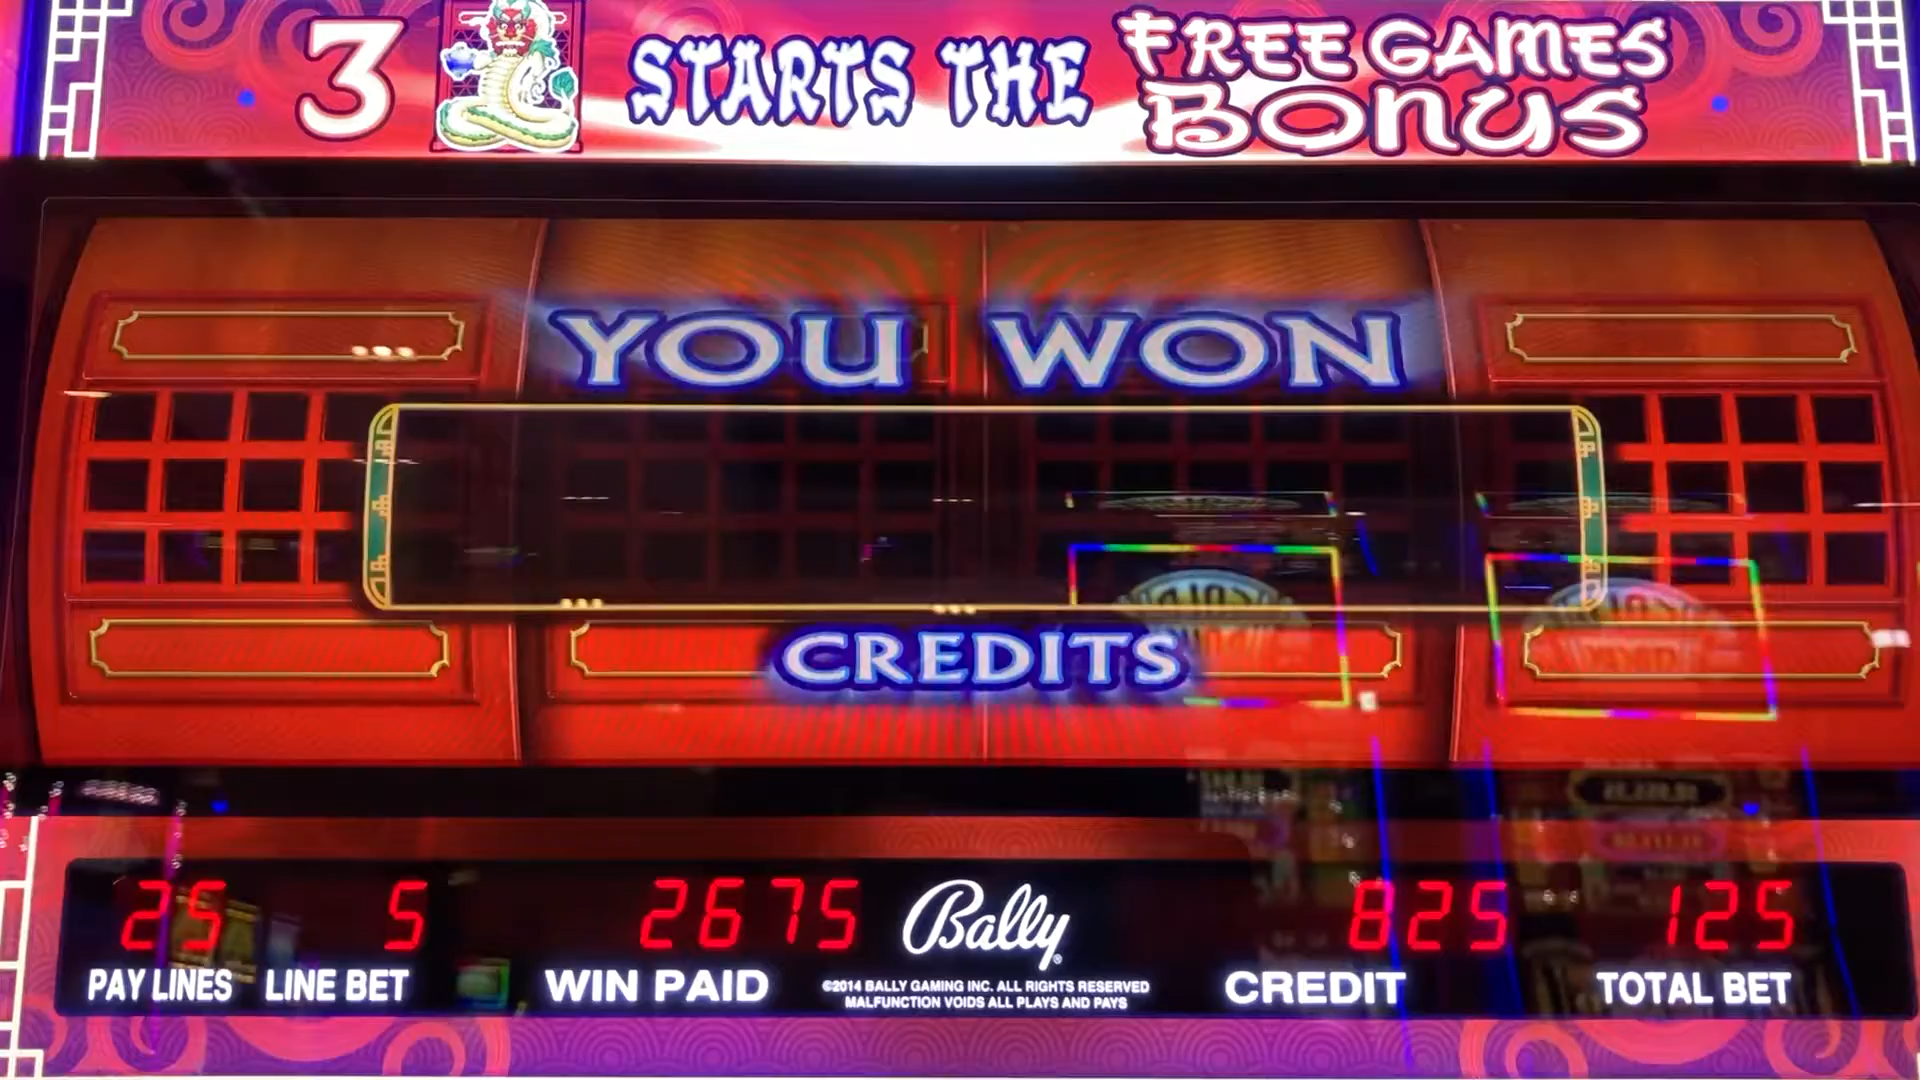 3 STARTS THE FREE GAMES
BONUS
YOU WON
CREDITS
25 5 2675 Bally 825 125
PAY LINES LINE BET WIN PAID CREDIT TOTAL BET
©2014 BALLY GAMING INC. ALL RIGHTS RESERVED
MALFUNCTION VOIDS ALL PLAYS AND PAYS